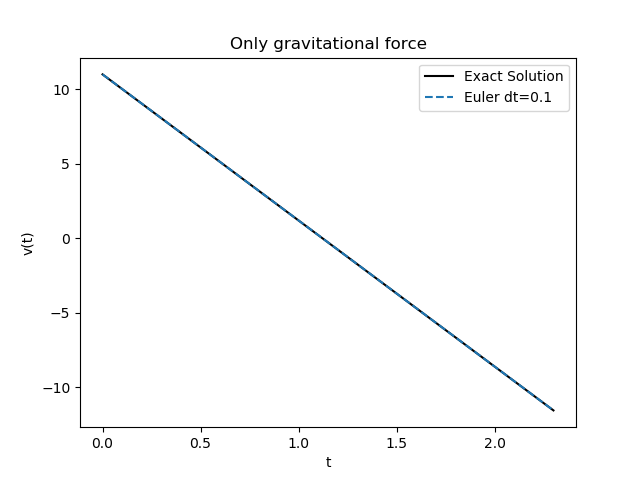 Only gravitational force
Exact Solution
Euler dt=0.1
10
5
0
−5
−10
v(t)
0.0 0.5 1.0 1.5 2.0
t